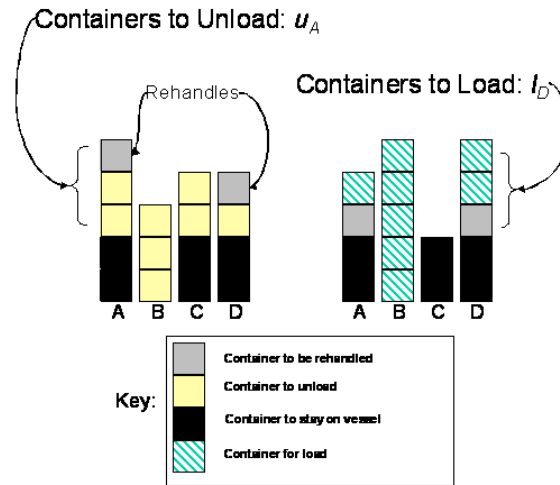 Containers to Unload: u_A
Rehandles
Containers to Load: l_D
A B C D
A B C D
Key:
Container to be rehandled
Container to unload
Container to stay on vessel
Container for load